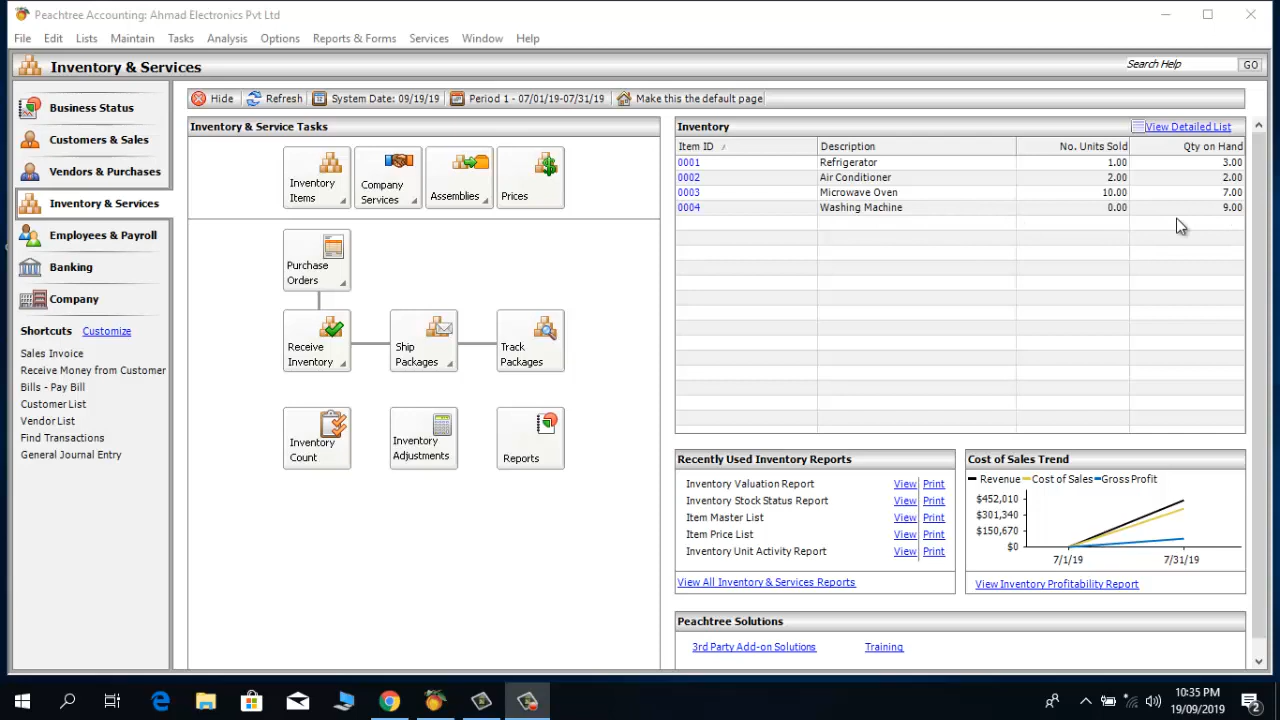 Peachtree Accounting: Ahmad Electronics Pvt Ltd
File Edit Lists Maintain Tasks Analysis Options Reports & Forms Services Window Help
Inventory & Services
Search Help GO
Business Status
Customers & Sales
Vendors & Purchases
Inventory & Services
Employees & Payroll
Banking
Company
Shortcuts Customize
Sales Invoice
Receive Money from Customer
Bills - Pay Bill
Customer List
Vendor List
Find Transactions
General Journal Entry
Hide Refresh System Date: 09/19/19 Period 1 - 07/01/19-07/31/19 Make this the default page
Inventory & Service Tasks
Inventory Items
Company Services
Assemblies
Prices
Purchase Orders
Receive Inventory
Ship Packages
Track Packages
Inventory Count
Inventory Adjustments
Reports
Inventory View Detailed List
Item ID Description No. Units Sold Qty on Hand
0001 Refrigerator 1.00 3.00
0002 Air Conditioner 2.00 2.00
0003 Microwave Oven 10.00 7.00
0004 Washing Machine 0.00 9.00
Recently Used Inventory Reports
Inventory Valuation Report View Print
Inventory Stock Status Report View Print
Item Master List View Print
Item Price List View Print
Inventory Unit Activity Report View Print
View All Inventory & Services Reports
Cost of Sales Trend
Revenue Cost of Sales Gross Profit
$452,010
$301,340
$150,670
$0
7/1/19 7/31/19
View Inventory Profitability Report
Peachtree Solutions
3rd Party Add-on Solutions Training
10:35 PM
19/09/2019
2